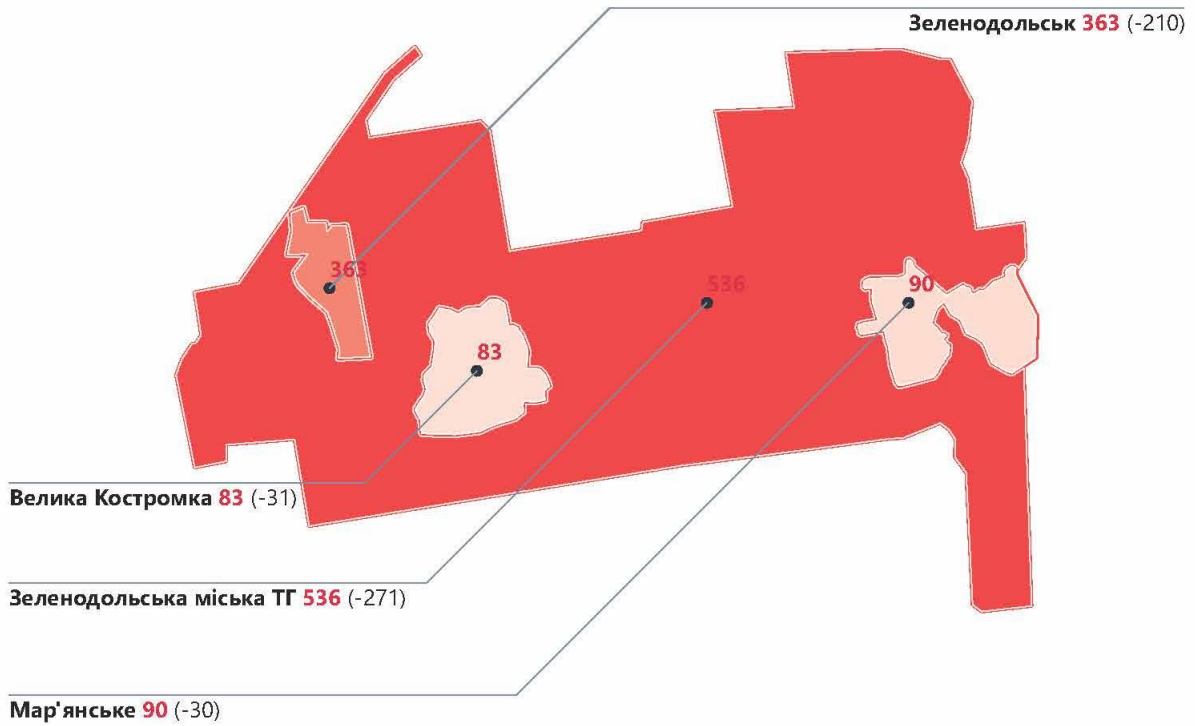 Зеленодольськ 363 (-210)
363
536
90
83
Велика Костромка 83 (-31)
Зеленодольська міська ТГ 536 (-271)
Мар'янське 90 (-30)